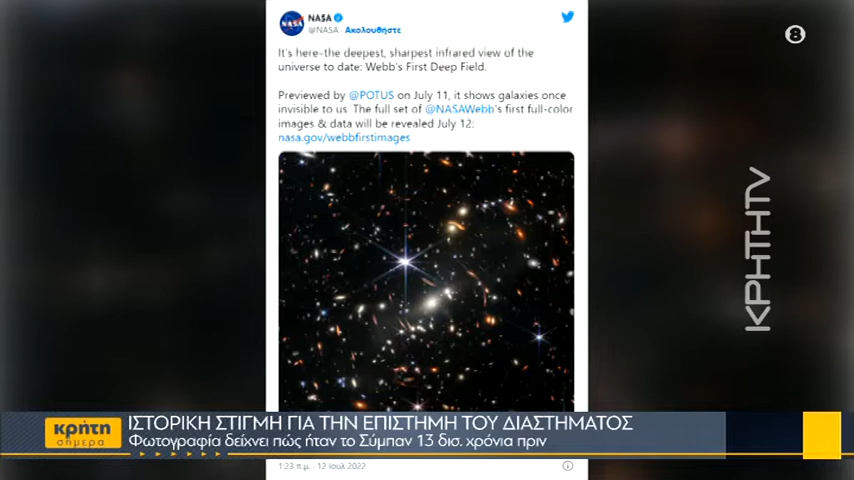 NASA
@NASA · Ακολουθήστε
It's here–the deepest, sharpest infrared view of the
universe to date: Webb's First Deep Field.
Previewed by @POTUS on July 11, it shows galaxies once
invisible to us. The full set of @NASAWebb's first full-color
images & data will be revealed July 12:
nasa.gov/webbfirstimages
8
ΚΡΗΤΗTV
κρήτη
σήμερα
ΙΣΤΟΡΙΚΗ ΣΤΙΓΜΗ ΓΙΑ ΤΗΝ ΕΠΙΣΤΗΜΗ ΤΟΥ ΔΙΑΣΤΗΜΑΤΟΣ
Φωτογραφία δείχνει πώς ήταν το Σύμπαν 13 δισ. χρόνια πριν
1:23 π.μ. · 12 Ιουλ 2022